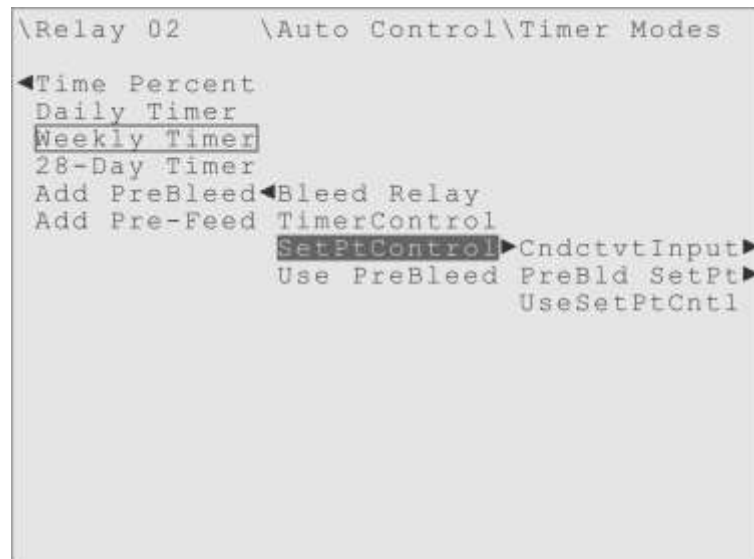 \Relay 02 \Auto Control\Timer Modes
◄Time Percent
Daily Timer
Weekly Timer
28-Day Timer
Add PreBleed◄Bleed Relay
Add Pre-Feed TimerControl
SetPtControl►CndctvtInput►
Use PreBleed PreBld SetPt►
UseSetPtCntl